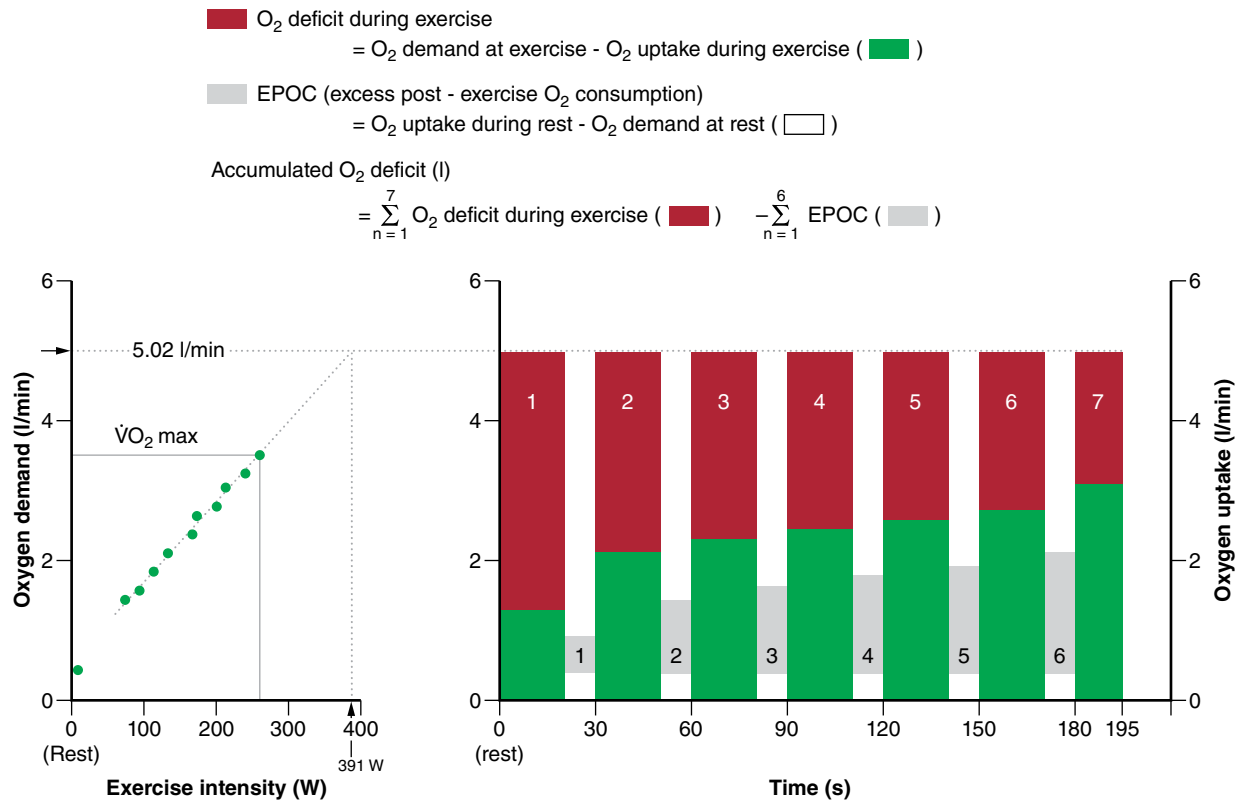 O2 deficit during exercise
= O2 demand at exercise - O2 uptake during exercise ( )
EPOC (excess post - exercise O2 consumption)
= O2 uptake during rest - O2 demand at rest ( )
Accumulated O2 deficit (l)
7
= Σ O2 deficit during exercise ( )
n = 1
6
−Σ EPOC ( )
n = 1
Oxygen demand (l/min)
6
4
2
0
5.02 l/min
V̇O2 max
0
100
200
300
400
(Rest)
391 W
Exercise intensity (W)
6
4
2
0
1
2
3
4
5
6
7
1
2
3
4
5
6
0
30
60
90
120
150
180
195
(rest)
Time (s)
6
4
2
0
Oxygen uptake (l/min)